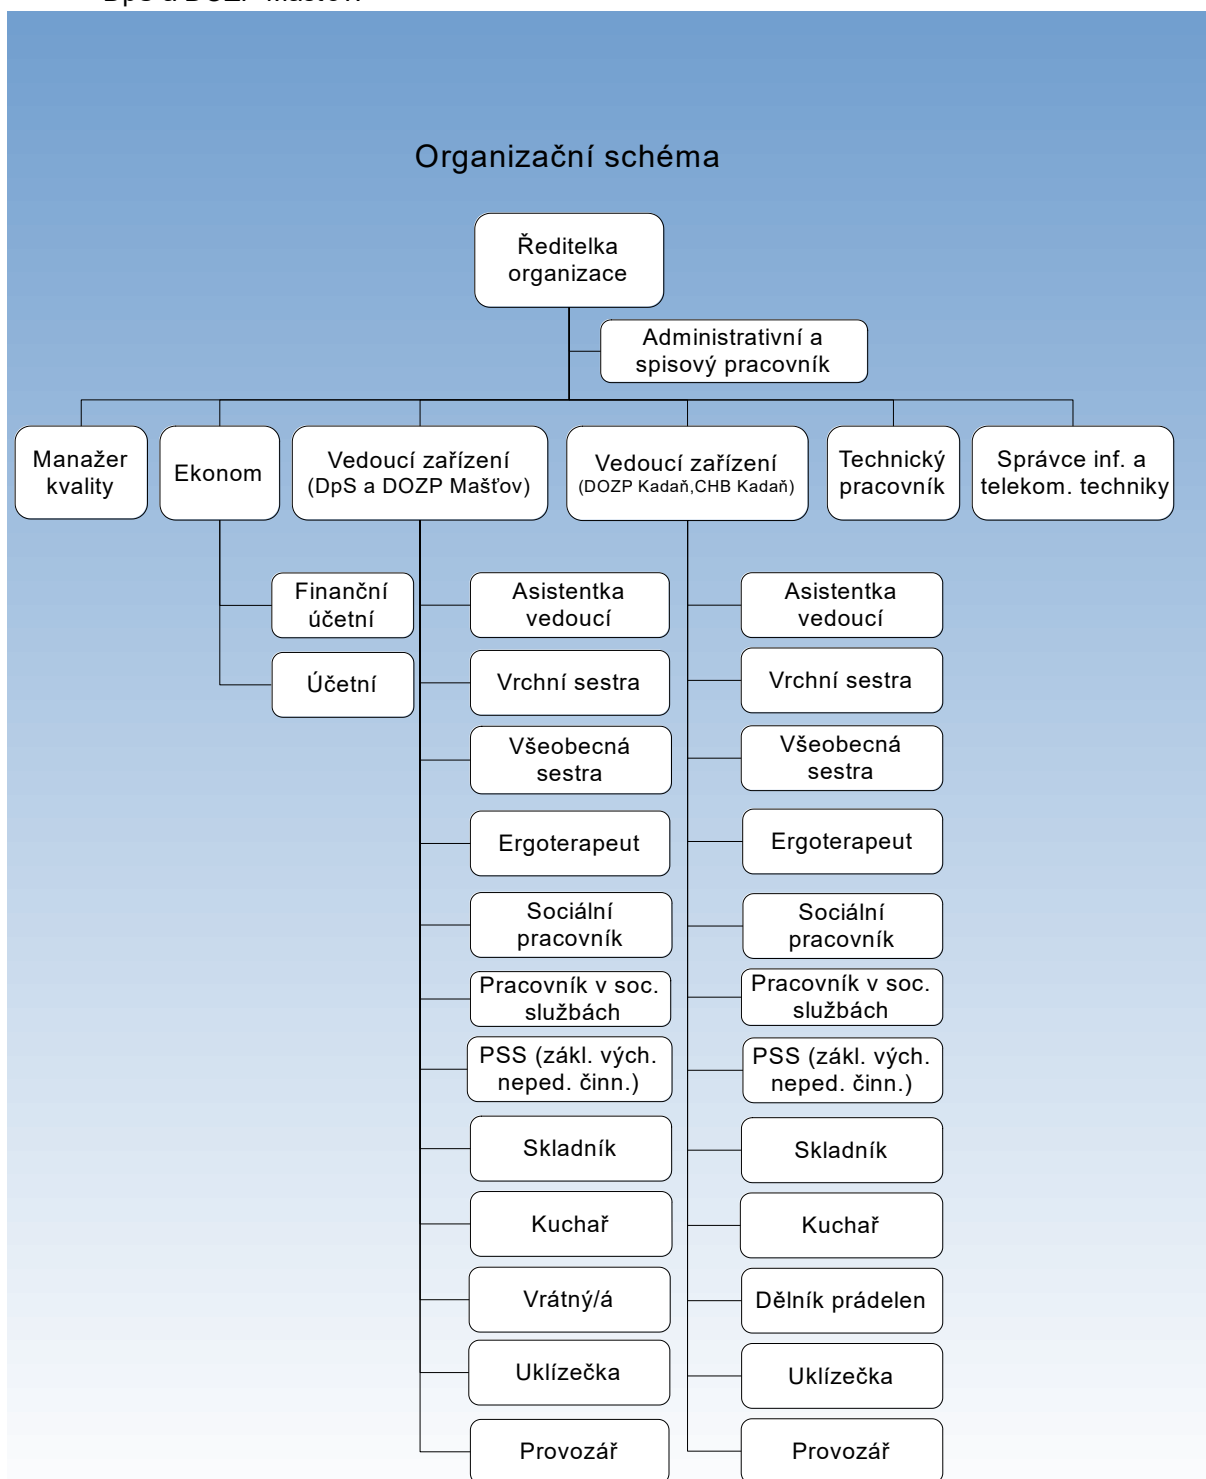 Organizační schéma
Ředitelka
organizace
Administrativní a
spisový pracovník
Manažer
kvality
Ekonom
Vedoucí zařízení
(DpS a DOZP Mašťov)
Vedoucí zařízení
(DOZP Kadaň,CHB Kadaň)
Technický
pracovník
Správce inf. a
telekom. techniky
Finanční
účetní
Účetní
Asistentka
vedoucí
Vrchní sestra
Všeobecná
sestra
Ergoterapeut
Sociální
pracovník
Pracovník v soc.
službách
PSS (zákl. vých.
neped. činn.)
Skladník
Kuchař
Vrátný/á
Uklízečka
Provozář
Asistentka
vedoucí
Vrchní sestra
Všeobecná
sestra
Ergoterapeut
Sociální
pracovník
Pracovník v soc.
službách
PSS (zákl. vých.
neped. činn.)
Skladník
Kuchař
Dělník prádelen
Uklízečka
Provozář